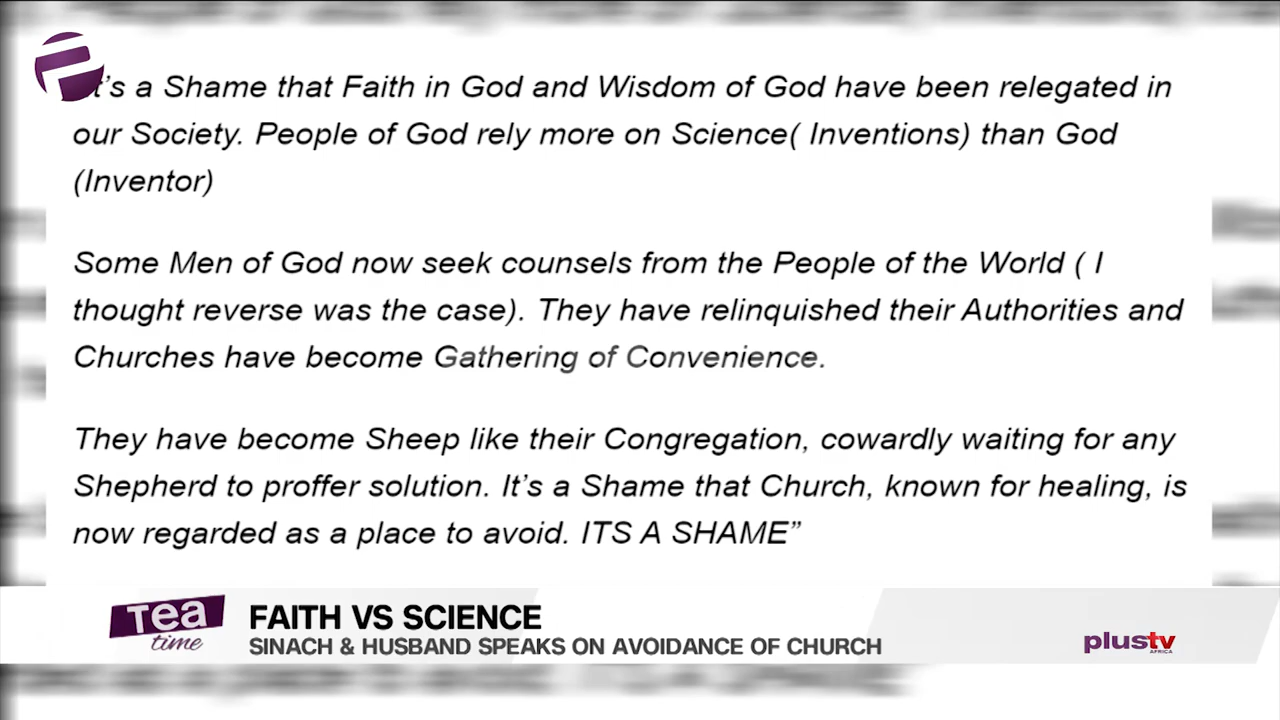 It's a Shame that Faith in God and Wisdom of God have been relegated in
our Society. People of God rely more on Science( Inventions) than God
(Inventor)
Some Men of God now seek counsels from the People of the World ( I
thought reverse was the case). They have relinquished their Authorities and
Churches have become Gathering of Convenience.
They have become Sheep like their Congregation, cowardly waiting for any
Shepherd to proffer solution. It's a Shame that Church, known for healing, is
now regarded as a place to avoid. ITS A SHAME”
Tea
time
FAITH VS SCIENCE
SINACH & HUSBAND SPEAKS ON AVOIDANCE OF CHURCH
plustv
AFRICA